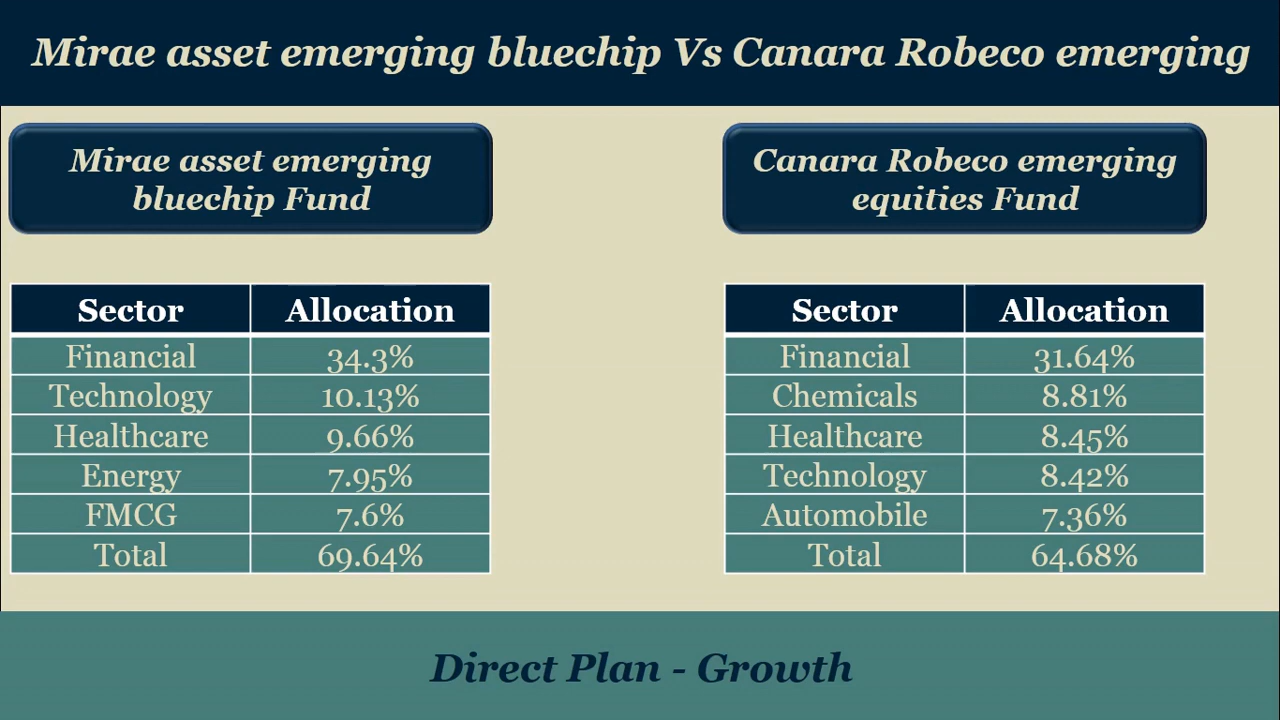 Mirae asset emerging bluechip Vs Canara Robeco emerging
Mirae asset emerging
bluechip Fund
Sector Allocation
Financial 34.3%
Technology 10.13%
Healthcare 9.66%
Energy 7.95%
FMCG 7.6%
Total 69.64%
Canara Robeco emerging
equities Fund
Sector Allocation
Financial 31.64%
Chemicals 8.81%
Healthcare 8.45%
Technology 8.42%
Automobile 7.36%
Total 64.68%
Direct Plan - Growth